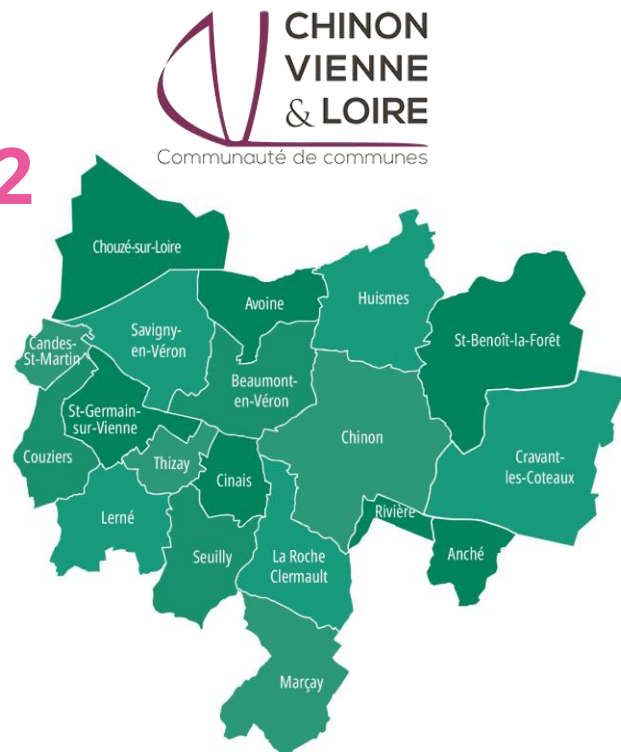 CHINON
VIENNE
& LOIRE
Communauté de communes
2
Chouzé-sur-Loire
Avoine
Huismes
Candes-
St-Martin
Savigny-
en-Véron
St-Benoît-la-Forêt
Beaumont-
en-Véron
St-Germain-
sur-Vienne
Chinon
Couziers
Thizay
Cinais
Cravant-
les-Coteaux
Lerné
Rivière
Seuilly
La Roche
Clermault
Anché
Marçay